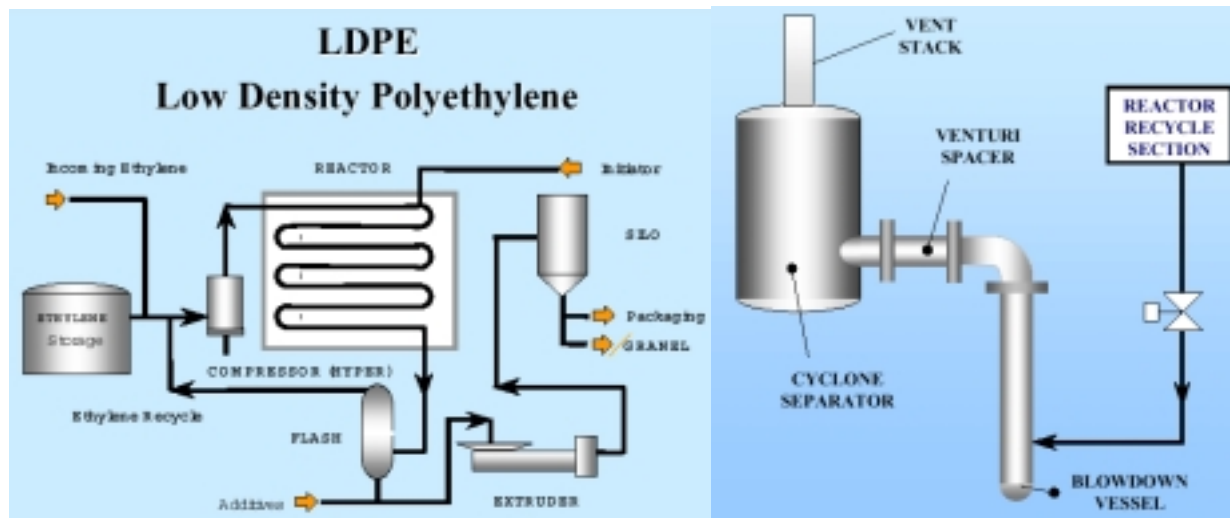 LDPE
Low Density Polyethylene
Incoming Ethylene
REACTOR
Initiator
SILO
ETHYLENE
Storage
Packaging
GRANEL
COMPRESSOR (HYPER)
Ethylene Recycle
FLASH
Additives
EXTRUDER
VENT
STACK
REACTOR
RECYCLE
SECTION
VENTURI
SPACER
CYCLONE
SEPARATOR
BLOWDOWN
VESSEL